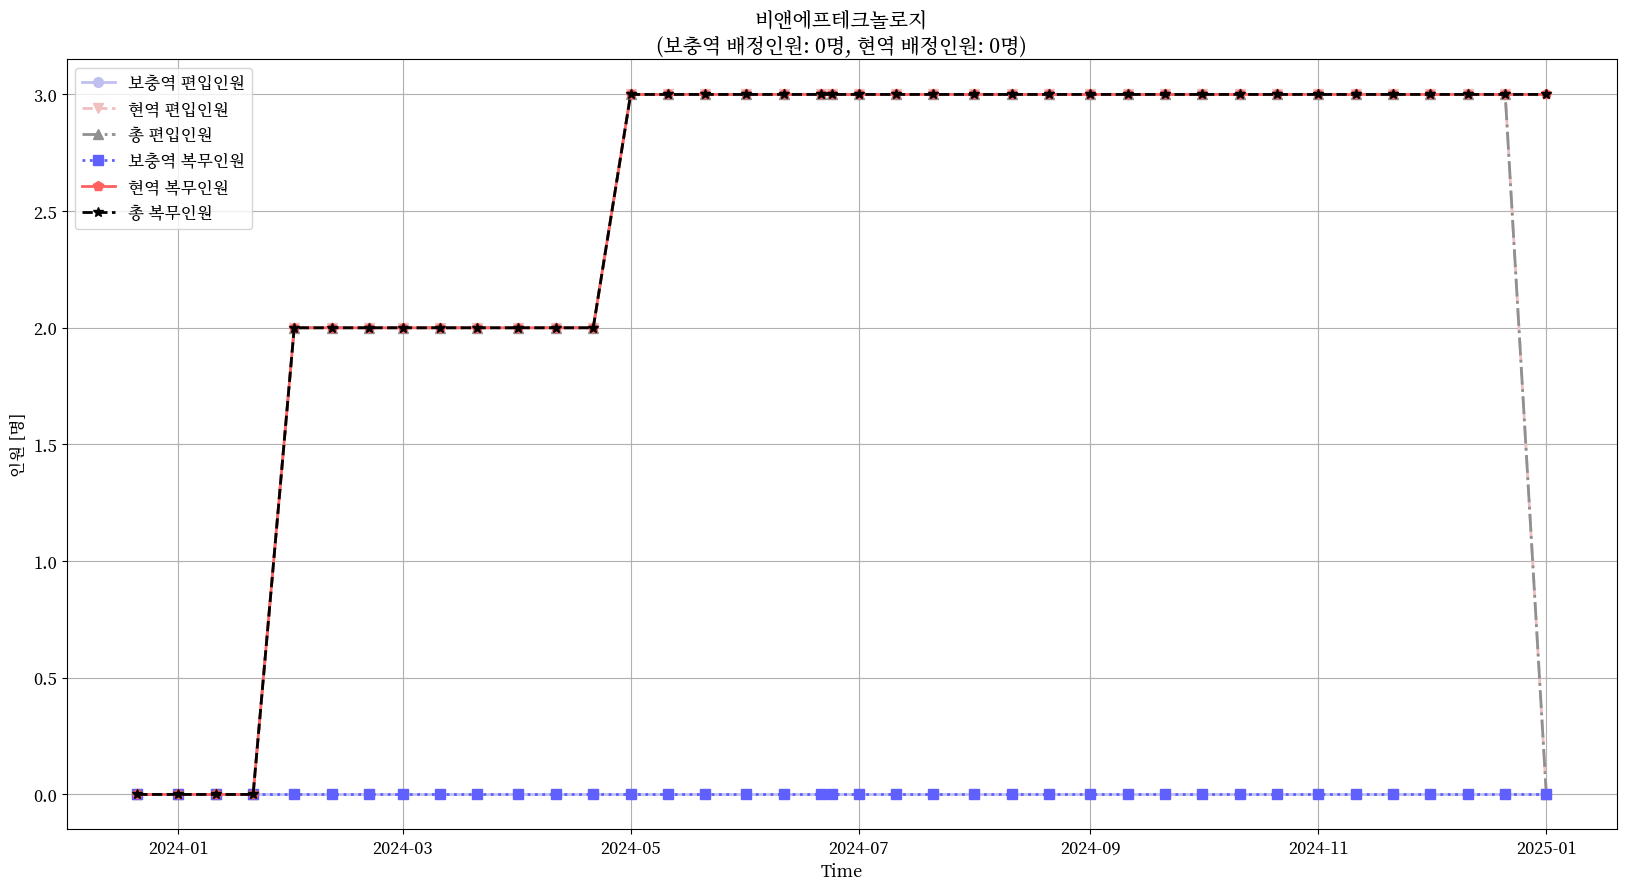 비앤에프테크놀로지
(보충역 배정인원: 0명, 현역 배정인원: 0명)
보충역 편입인원
현역 편입인원
총 편입인원
보충역 복무인원
현역 복무인원
총 복무인원
인원 [명]
3.0
2.5
2.0
1.5
1.0
0.5
0.0
2024-01
2024-03
2024-05
2024-07
2024-09
2024-11
2025-01
Time